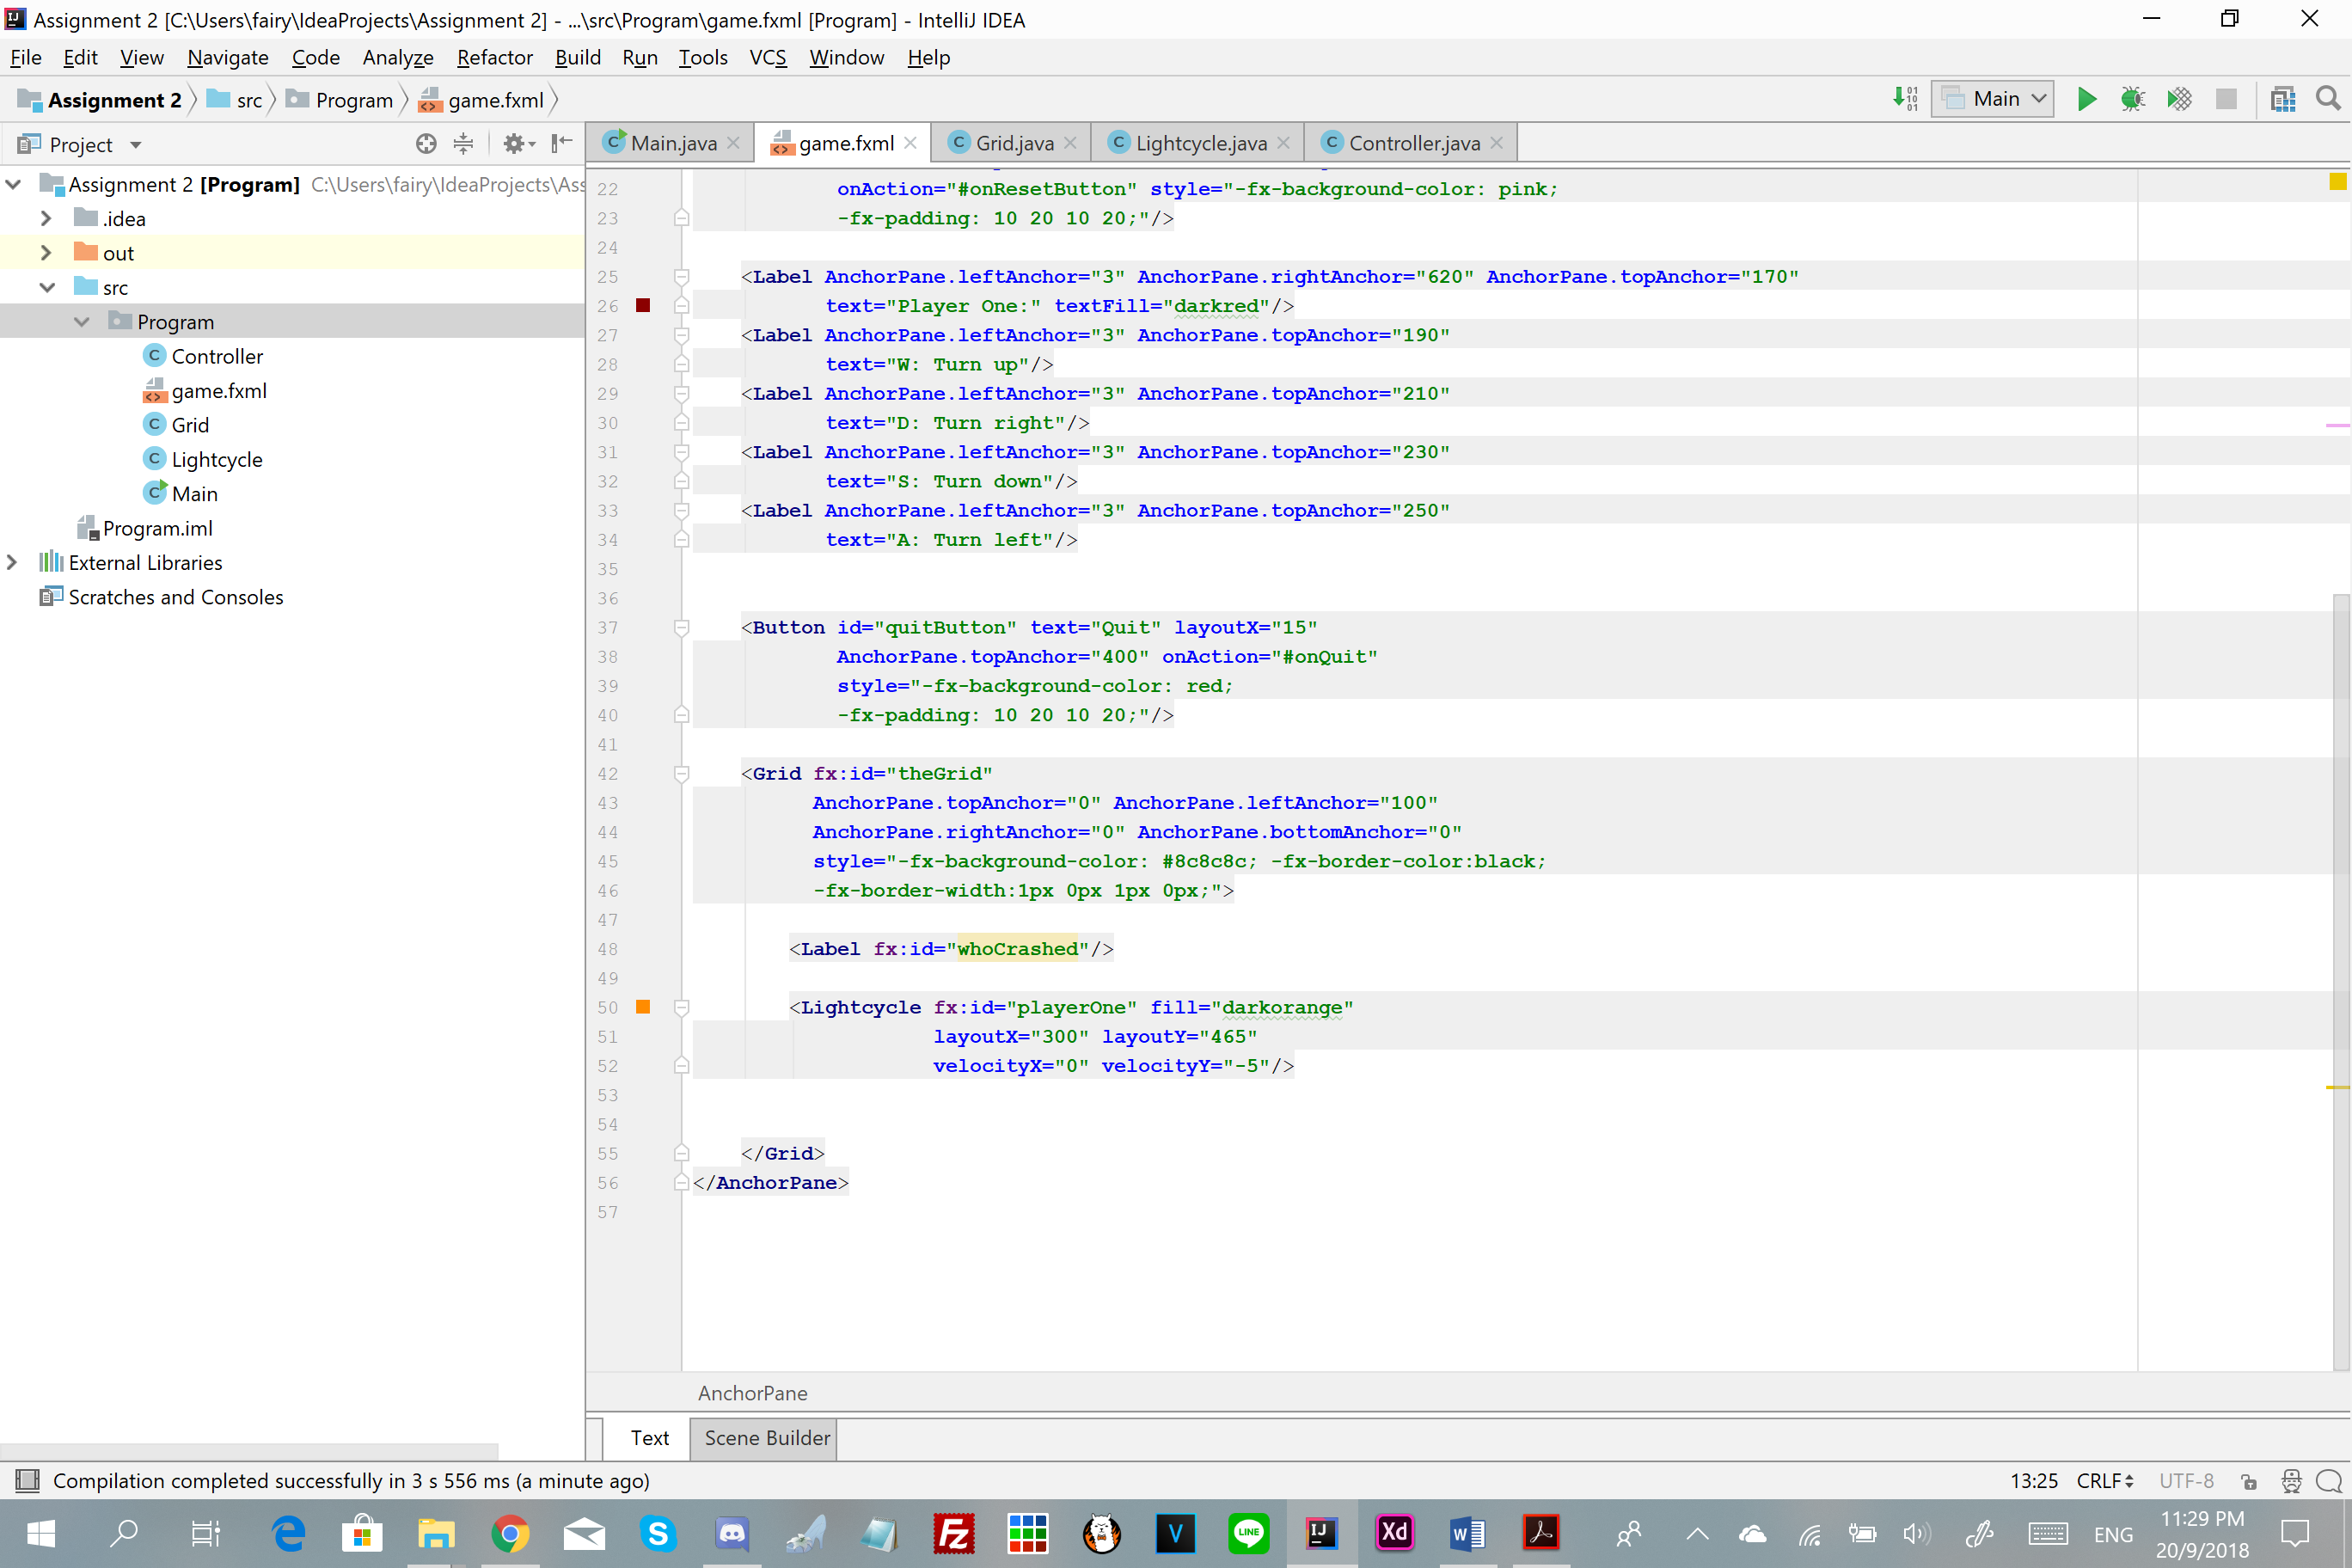 Assignment 2 [C:\Users\fairy\IdeaProjects\Assignment 2] - ...\src\Program\game.fxml [Program] - IntelliJ IDEA
File Edit View Navigate Code Analyze Refactor Build Run Tools VCS Window Help
Assignment 2 src Program game.fxml Main
Project
Main.java game.fxml Grid.java Lightcycle.java Controller.java
Assignment 2 [Program] C:\Users\fairy\IdeaProjects\Ass
.idea
out
src
Program
Controller
game.fxml
Grid
Lightcycle
Main
Program.iml
External Libraries
Scratches and Consoles
22 onAction="#onResetButton" style="-fx-background-color: pink;
23 -fx-padding: 10 20 10 20;"/>
24
25 <Label AnchorPane.leftAnchor="3" AnchorPane.rightAnchor="620" AnchorPane.topAnchor="170"
26 text="Player One:" textFill="darkred"/>
27 <Label AnchorPane.leftAnchor="3" AnchorPane.topAnchor="190"
28 text="W: Turn up"/>
29 <Label AnchorPane.leftAnchor="3" AnchorPane.topAnchor="210"
30 text="D: Turn right"/>
31 <Label AnchorPane.leftAnchor="3" AnchorPane.topAnchor="230"
32 text="S: Turn down"/>
33 <Label AnchorPane.leftAnchor="3" AnchorPane.topAnchor="250"
34 text="A: Turn left"/>
35
36
37 <Button id="quitButton" text="Quit" layoutX="15"
38 AnchorPane.topAnchor="400" onAction="#onQuit"
39 style="-fx-background-color: red;
40 -fx-padding: 10 20 10 20;"/>
41
42 <Grid fx:id="theGrid"
43 AnchorPane.topAnchor="0" AnchorPane.leftAnchor="100"
44 AnchorPane.rightAnchor="0" AnchorPane.bottomAnchor="0"
45 style="-fx-background-color: #8c8c8c; -fx-border-color:black;
46 -fx-border-width:1px 0px 1px 0px;">
47
48 <Label fx:id="whoCrashed"/>
49
50 <Lightcycle fx:id="playerOne" fill="darkorange"
51 layoutX="300" layoutY="465"
52 velocityX="0" velocityY="-5"/>
53
54
55 </Grid>
56 </AnchorPane>
57
AnchorPane
Text Scene Builder
Compilation completed successfully in 3 s 556 ms (a minute ago) 13:25 CRLF UTF-8
ENG
11:29 PM
20/9/2018